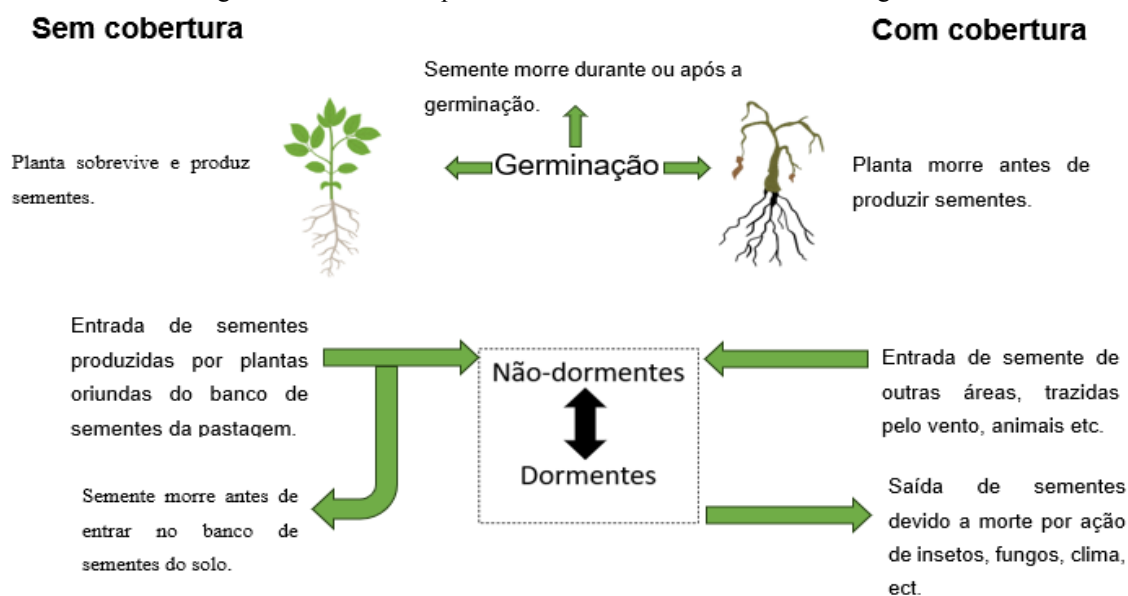 Sem cobertura
Com cobertura
Semente morre durante ou após a
germinação.
Planta sobrevive e produz
sementes.
Germinação
Planta morre antes de
produzir sementes.
Entrada de sementes
produzidas por plantas
oriundas do banco de
sementes da pastagem.
Não-dormentes
Dormentes
Entrada de semente de
outras áreas, trazidas
pelo vento, animais etc.
Semente morre antes de
entrar no banco de
sementes do solo.
Saída de sementes
devido a morte por ação
de insetos, fungos, clima,
ect.